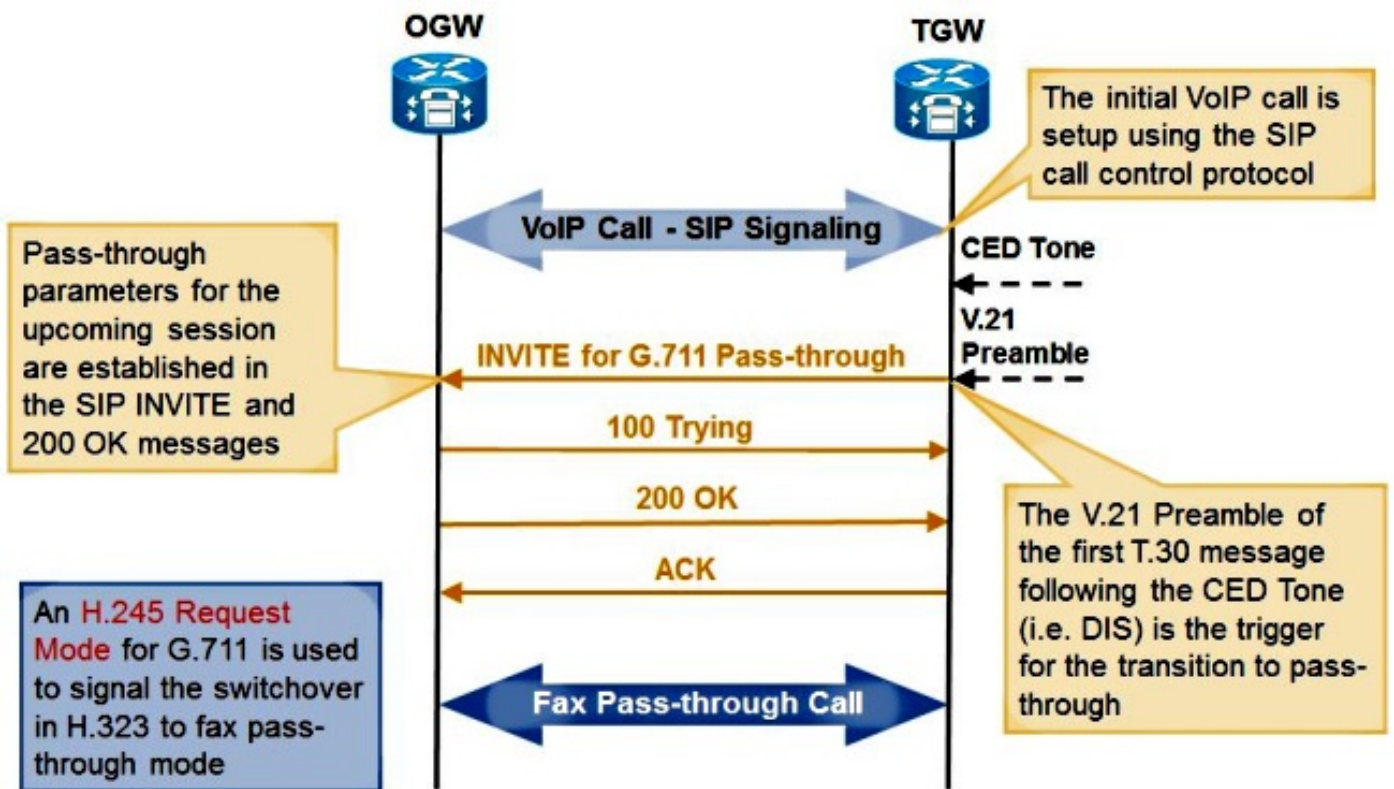 OGW
TGW
The initial VoIP call is
setup using the SIP
call control protocol
VoIP Call - SIP Signaling
CED Tone
Pass-through
parameters for the
upcoming session
are established in
the SIP INVITE and
200 OK messages
V.21
Preamble
INVITE for G.711 Pass-through
100 Trying
200 OK
ACK
The V.21 Preamble of
the first T.30 message
following the CED Tone
(i.e. DIS) is the trigger
for the transition to pass-
through
An H.245 Request
Mode for G.711 is used
to signal the switchover
in H.323 to fax pass-
through mode
Fax Pass-through Call